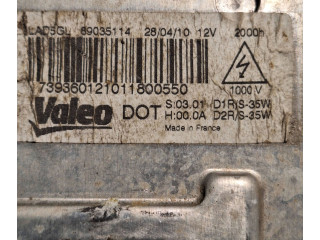 LAD5GL 89035114 28/04/10 12V 2000h
739360121011800550
1000 V
Valeo DOT S:03.01 D1R/S-35W
H:00.0A D2R/S-35W
Made in France